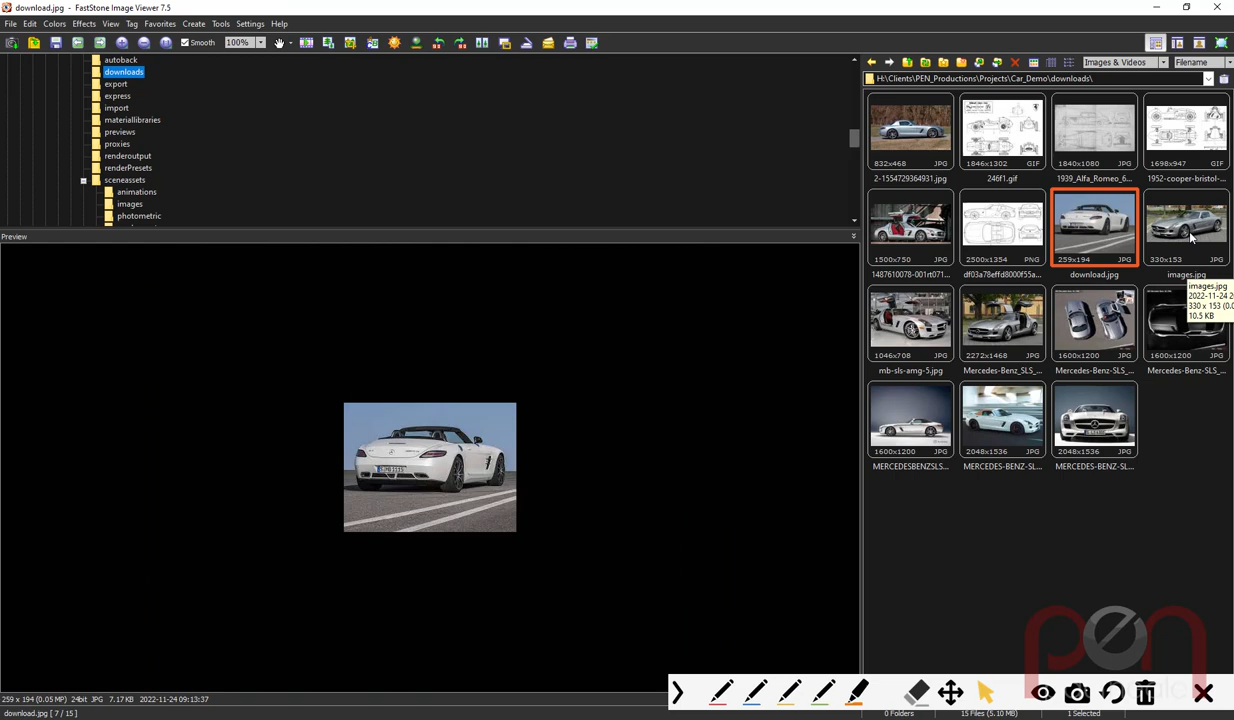 download.jpg - FastStone Image Viewer 7.5
File Edit Colors Effects View Tag Favorites Create Tools Settings Help
Smooth 100%
Images & Videos Filename
H:\Clients\PEN_Productions\Projects\Car_Demo\downloads\
autoback
downloads
export
express
import
materiallibraries
previews
proxies
renderoutput
renderPresets
sceneassets
animations
images
photometric
Preview
832x468 JPG
1846x1302 GIF
1840x1080 JPG
1698x947 GIF
2-1554729364931.jpg
246f1.gif
1939_Alfa_Romeo_6...
1952-cooper-bristol-...
1500x750 JPG
2500x1354 PNG
259x194 JPG
330x153 JPG
1487610078-001rt071...
df03a78effd8000f55a...
download.jpg
images.jpg
images.jpg
2022-11-24 2
330 x 153 (0.0
10.5 KB
1046x708 JPG
2272x1468 JPG
1600x1200 JPG
1600x1200 JPG
mb-sls-amg-5.jpg
Mercedes-Benz_SLS_...
Mercedes-Benz-SLS_...
Mercedes-Benz-SL...
1600x1200 JPG
2048x1536 JPG
2048x1536 JPG
MERCEDESBENZSLS...
MERCEDES-BENZ-SL...
MERCEDES-BENZ-SL...
pen
259 x 194 (0.05 MP) 24bit JPG 7.17 KB 2022-11-24 09:13:37
download.jpg [ 7 / 15 ]
0 Folders 15 Files (5.10 MB) 1 Selected